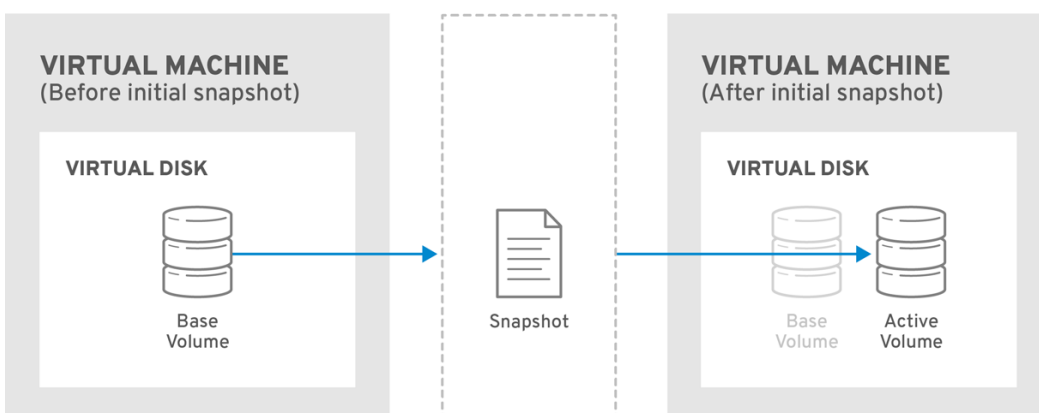 VIRTUAL MACHINE
(Before initial snapshot)
VIRTUAL DISK
Base
Volume
Snapshot
VIRTUAL MACHINE
(After initial snapshot)
VIRTUAL DISK
Base
Volume
Active
Volume